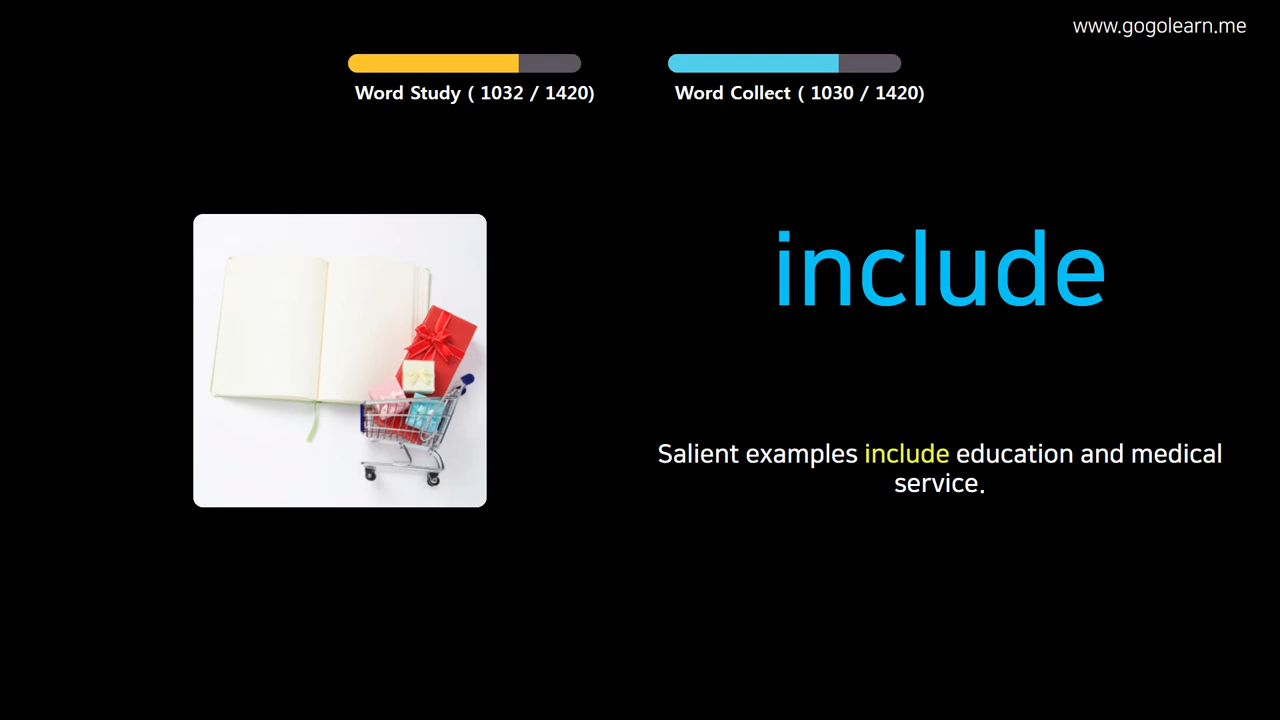 www.gogolearn.me
Word Study ( 1032 / 1420)
Word Collect ( 1030 / 1420)
include
Salient examples include education and medical
service.